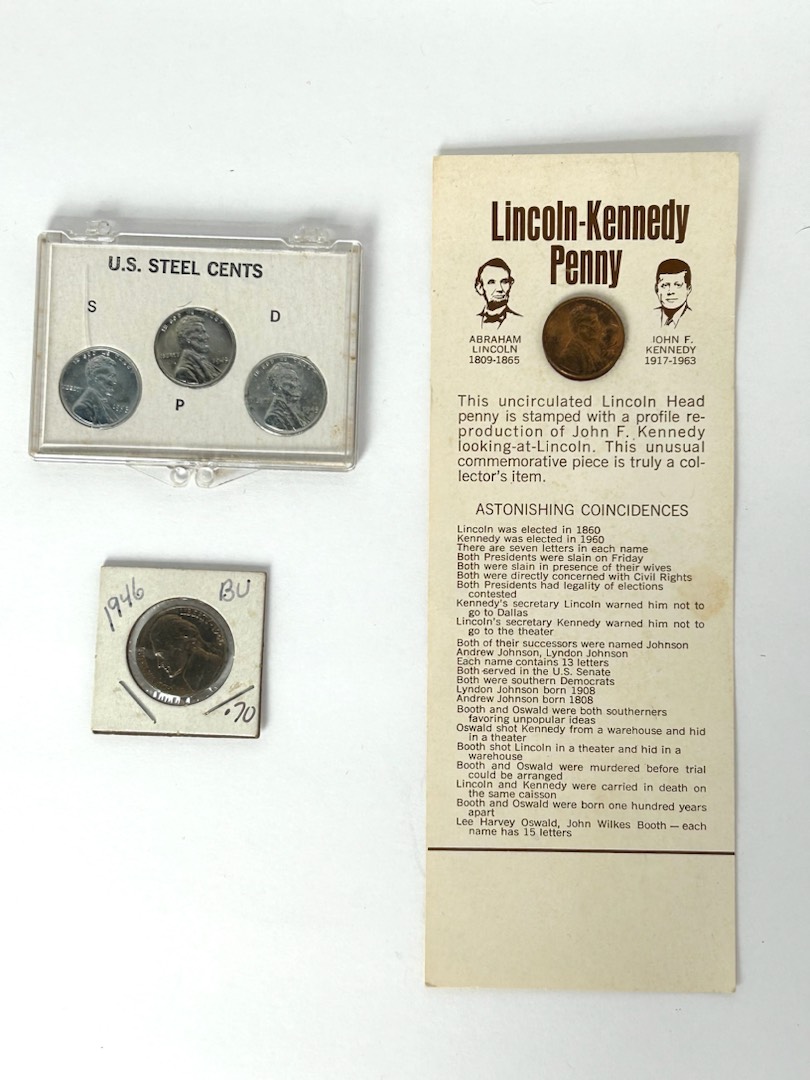 U.S. STEEL CENTS
S
D
P
1946
BU
.70
Lincoln-Kennedy
Penny
ABRAHAM
LINCOLN
1809-1865
JOHN F.
KENNEDY
1917-1963
This uncirculated Lincoln Head
penny is stamped with a profile re-
production of John F. Kennedy
looking-at-Lincoln. This unusual
commemorative piece is truly a col-
lector's item.
ASTONISHING COINCIDENCES
Lincoln was elected in 1860
Kennedy was elected in 1960
There are seven letters in each name
Both Presidents were slain on Friday
Both were slain in presence of their wives
Both were directly concerned with Civil Rights
Both Presidents had legality of elections
contested
Kennedy's secretary Lincoln warned him not to
go to Dallas
Lincoln's secretary Kennedy warned him not to
go to the theater
Both of their successors were named Johnson
Andrew Johnson, Lyndon Johnson
Each name contains 13 letters
Both served in the U.S. Senate
Both were southern Democrats
Lyndon Johnson born 1908
Andrew Johnson born 1808
Booth and Oswald were both southerners
favoring unpopular ideas
Oswald shot Kennedy from a warehouse and hid
in a theater
Booth shot Lincoln in a theater and hid in a
warehouse
Booth and Oswald were murdered before trial
could be arranged
Lincoln and Kennedy were carried in death on
the same caisson
Booth and Oswald were born one hundred years
apart
Lee Harvey Oswald, John Wilkes Booth — each
name has 15 letters